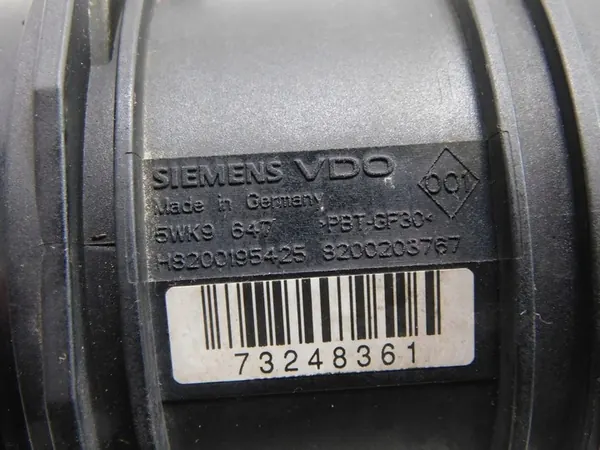 SIEMENS VDO
001
Made in Germany
5WK9 647 >PBT-GF30<
H8200195425 8200203767
73248361